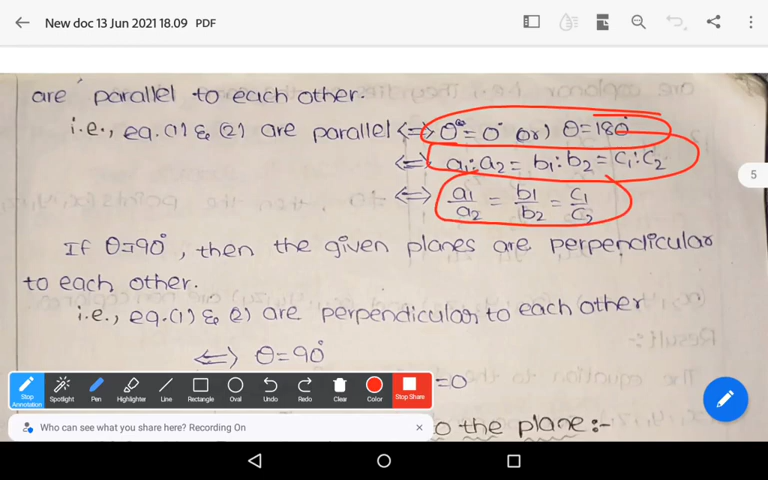 New doc 13 Jun 2021 18.09 PDF
are parallel to each other.
i.e., eq.(1) & (2) are parallel ⟺ θ = 0° (or) θ = 180°
⟺ a₁:a₂ = b₁:b₂ = c₁:c₂
5
⟺ a₁/a₂ = b₁/b₂ = c₁/c₂
If θ=90°, then the given planes are perpendicular
to each other.
i.e., eq.(1) & (2) are perpendicular to each other
⟺ θ = 90°
=0
Stop Annotation Spotlight Pen Highlighter Line Rectangle Oval Undo Redo Clear Color Stop Share
Who can see what you share here? Recording On
to the plane:-